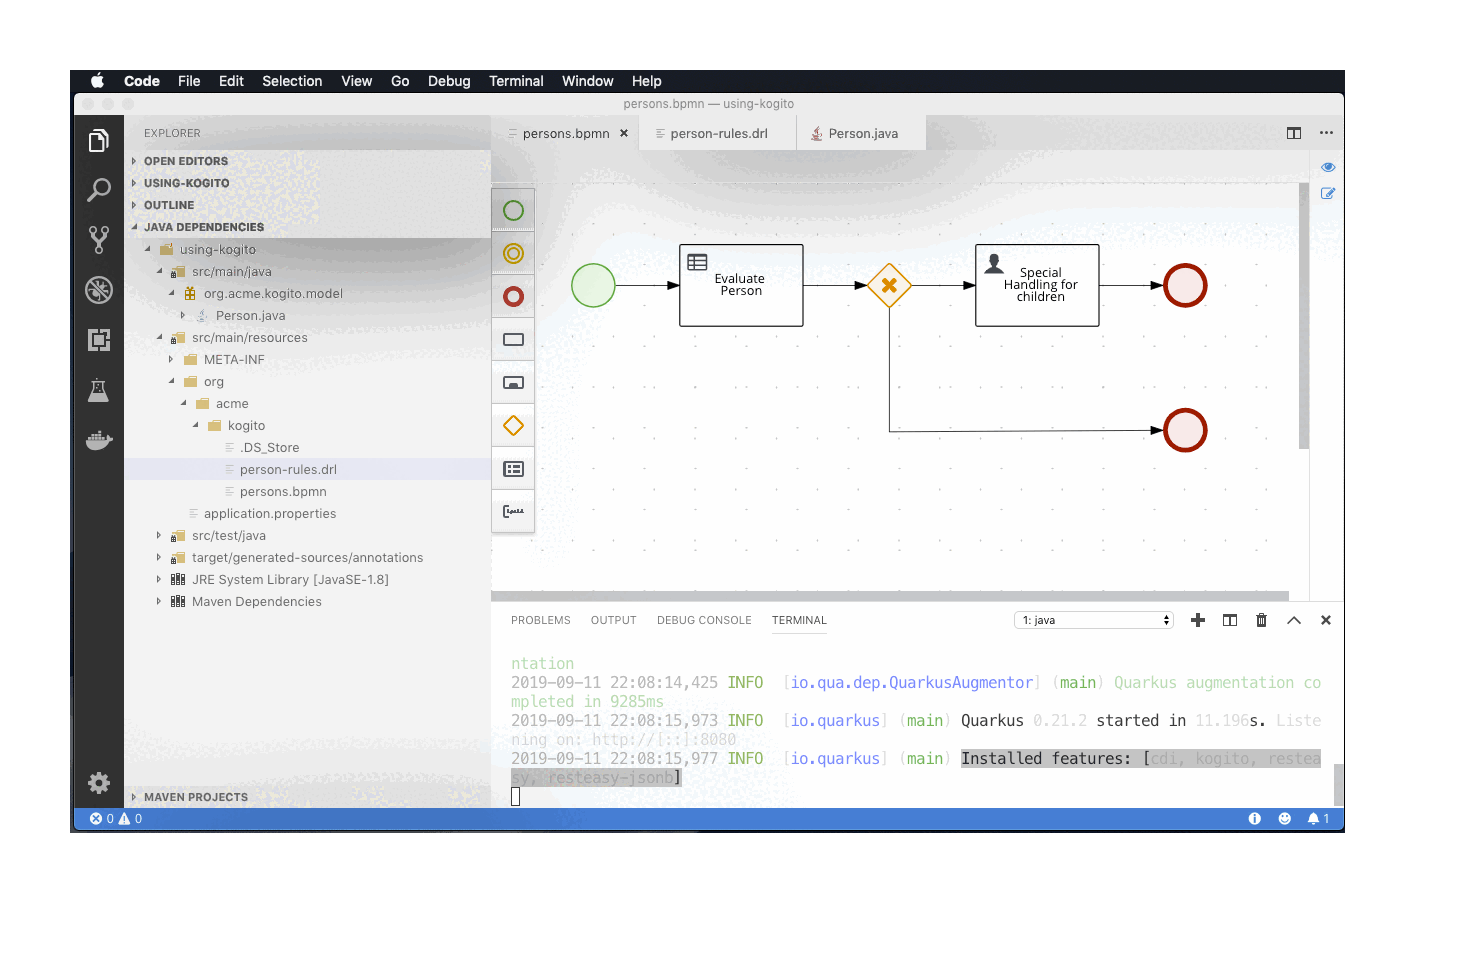 Code File Edit Selection View Go Debug Terminal Window Help
persons.bpmn — using-kogito
EXPLORER
persons.bpmn
person-rules.drl
Person.java
OPEN EDITORS
USING-KOGITO
OUTLINE
JAVA DEPENDENCIES
using-kogito
src/main/java
org.acme.kogito.model
Person.java
src/main/resources
META-INF
org
acme
kogito
.DS_Store
person-rules.drl
persons.bpmn
application.properties
src/test/java
target/generated-sources/annotations
JRE System Library [JavaSE-1.8]
Maven Dependencies
MAVEN PROJECTS
Evaluate
Person
Special
Handling for
children
PROBLEMS OUTPUT DEBUG CONSOLE TERMINAL
1: java
ntation
2019-09-11 22:08:14,425 INFO [io.qua.dep.QuarkusAugmentor] (main) Quarkus augmentation co
mpleted in 9285ms
2019-09-11 22:08:15,973 INFO [io.quarkus] (main) Quarkus 0.21.2 started in 11.196s. Liste
ning on: http://[::]:8080
2019-09-11 22:08:15,977 INFO [io.quarkus] (main) Installed features: [cdi, kogito, restea
sy, resteasy-jsonb]
0 0
1